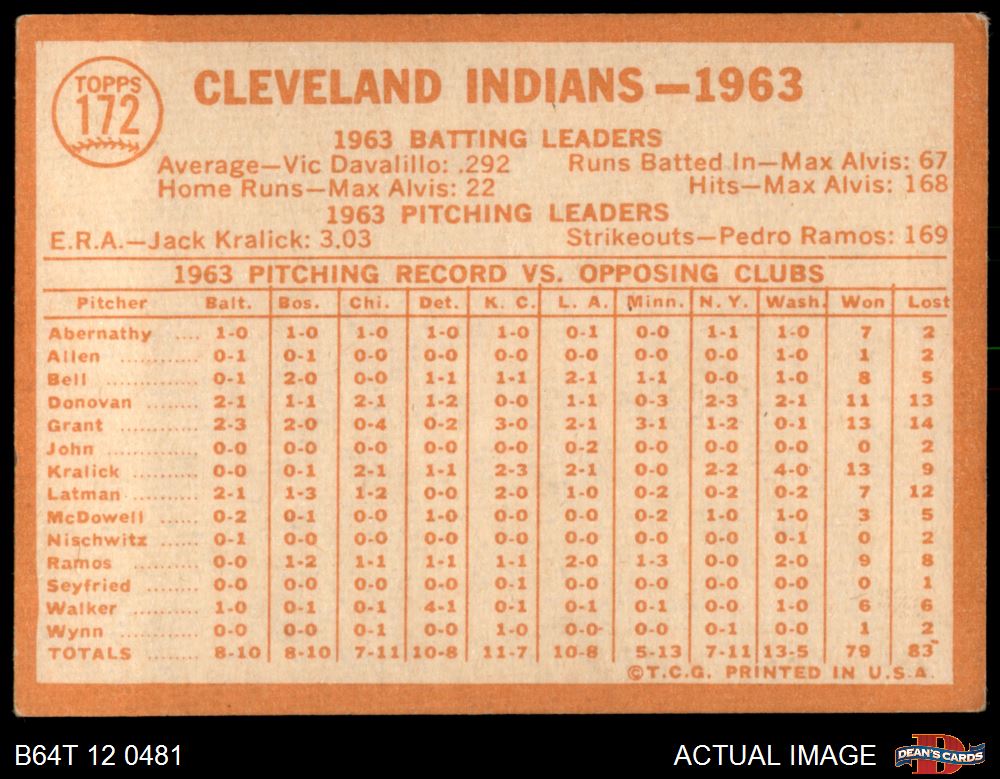 TOPPS
172
CLEVELAND INDIANS—1963
1963 BATTING LEADERS
Average—Vic Davalillo: .292 Runs Batted In—Max Alvis: 67
Home Runs—Max Alvis: 22 Hits—Max Alvis: 168
1963 PITCHING LEADERS
E.R.A.—Jack Kralick: 3.03 Strikeouts—Pedro Ramos: 169
1963 PITCHING RECORD VS. OPPOSING CLUBS
Pitcher Balt. Bos. Chi. Det. K. C. L. A. Minn. N. Y. Wash. Won Lost
Abernathy .... 1-0 1-0 1-0 1-0 1-0 0-1 0-0 1-1 1-0 7 2
Allen ........... 0-1 0-1 0-0 0-0 0-0 0-0 0-0 0-0 1-0 1 2
Bell ............. 0-1 2-0 0-0 1-1 1-1 2-1 1-1 0-0 1-0 8 5
Donovan ....... 2-1 1-1 2-1 1-2 0-0 1-1 0-3 2-3 2-1 11 13
Grant ........... 2-3 2-0 0-4 0-2 3-0 2-1 3-1 1-2 0-1 13 14
John ............ 0-0 0-0 0-0 0-0 0-0 0-2 0-0 0-0 0-0 0 2
Kralick ......... 0-0 0-1 2-1 1-1 2-3 2-1 0-0 2-2 4-0 13 9
Latman ......... 2-1 1-3 1-2 0-0 2-0 1-0 0-2 0-2 0-2 7 12
McDowell ...... 0-2 0-1 0-0 1-0 0-0 0-0 0-2 1-0 1-0 3 5
Nischwitz ...... 0-1 0-0 0-0 0-0 0-0 0-0 0-0 0-0 0-1 0 2
Ramos .......... 0-0 1-2 1-1 1-1 1-1 2-0 1-3 0-0 2-0 9 8
Seyfried ........ 0-0 0-0 0-0 0-0 0-1 0-0 0-0 0-0 0-0 0 1
Walker .......... 1-0 0-1 0-1 4-1 0-1 0-1 0-1 0-0 1-0 6 6
Wynn ........... 0-0 0-0 0-1 0-0 1-0 0-0 0-0 0-1 0-0 1 2
TOTALS ........ 8-10 8-10 7-11 10-8 11-7 10-8 5-13 7-11 13-5 79 83
©T.C.G. PRINTED IN U.S.A.
B64T 12 0481 ACTUAL IMAGE DEAN'S CARDS